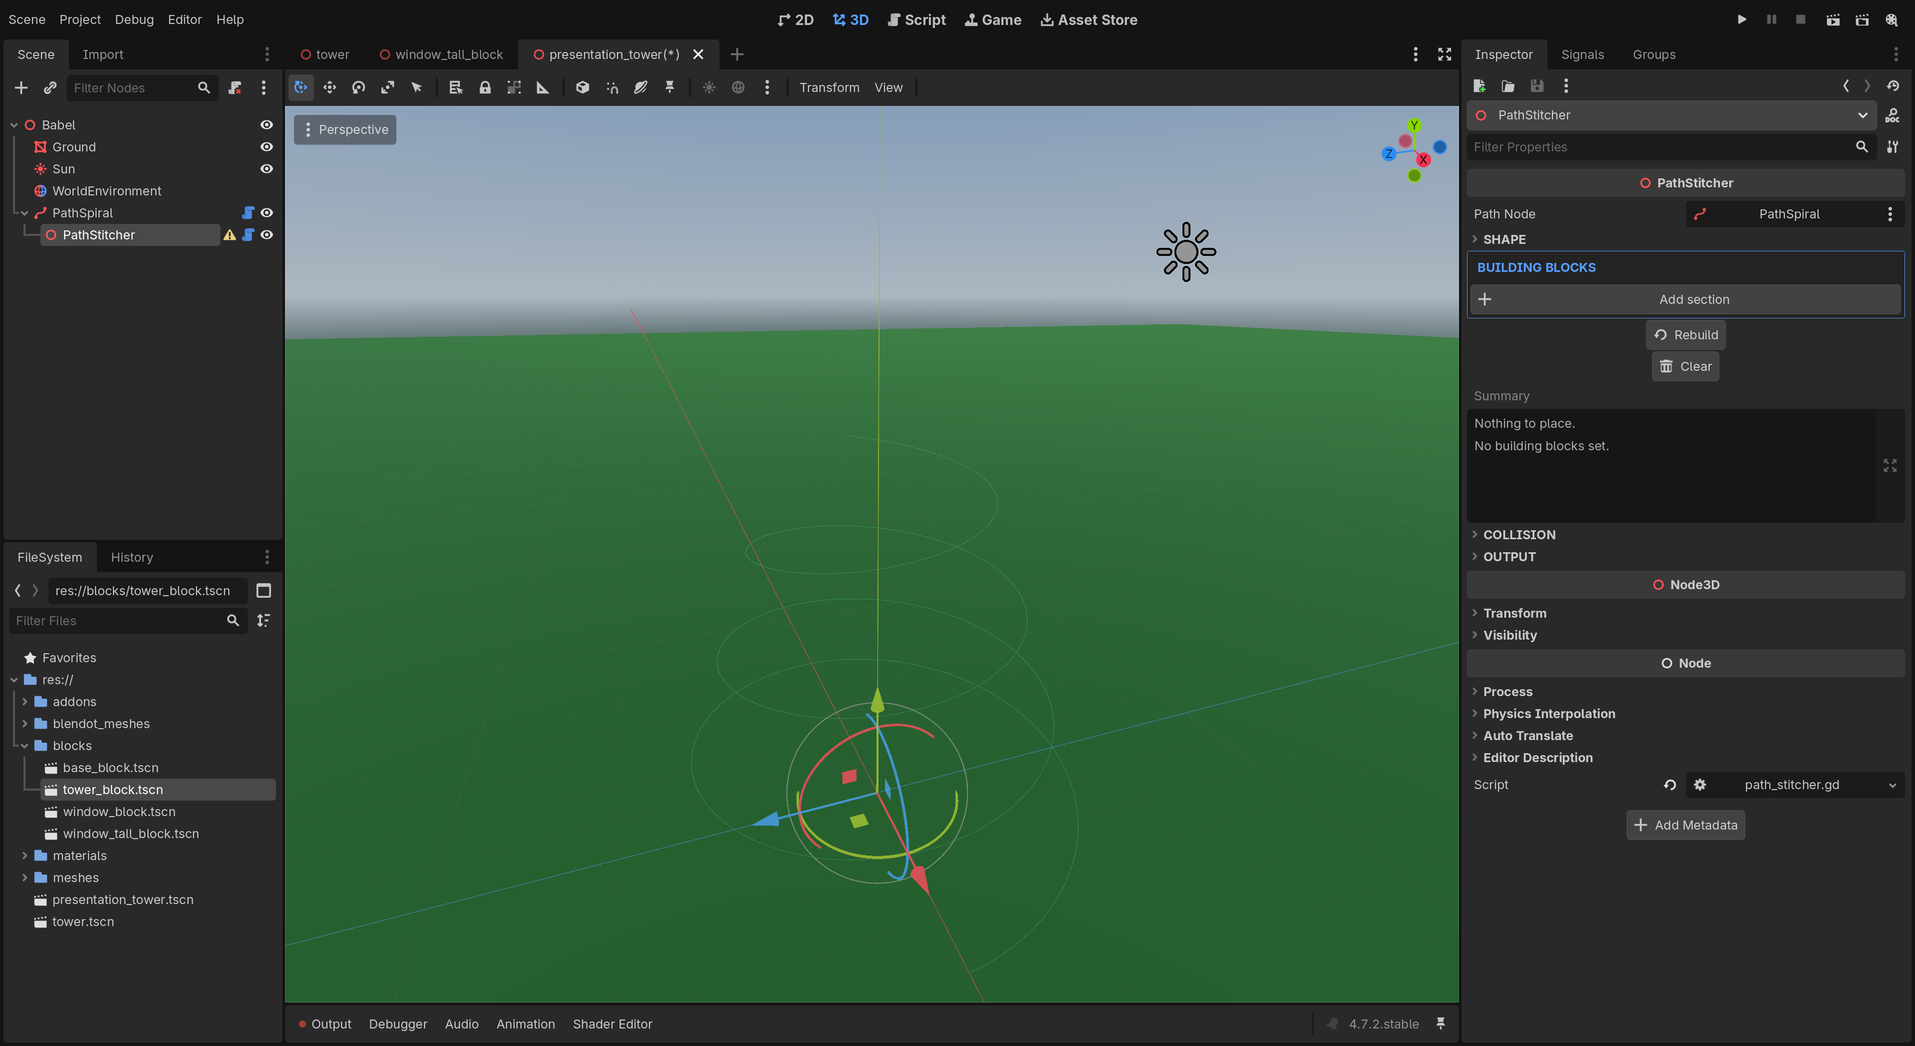 Scene Project Debug Editor Help
2D 3D Script Game Asset Store
Scene Import
Filter Nodes
Babel
Ground
Sun
WorldEnvironment
PathSpiral
PathStitcher
FileSystem History
res://blocks/tower_block.tscn
Filter Files
Favorites
res://
addons
blendot_meshes
blocks
base_block.tscn
tower_block.tscn
window_block.tscn
window_tall_block.tscn
materials
meshes
presentation_tower.tscn
tower.tscn
tower window_tall_block presentation_tower(*)
Transform View
Perspective
Y
Z
X
Output Debugger Audio Animation Shader Editor
4.7.2.stable
Inspector Signals Groups
PathStitcher
Filter Properties
PathStitcher
Path Node PathSpiral
SHAPE
BUILDING BLOCKS
Add section
Rebuild
Clear
Summary
Nothing to place.
No building blocks set.
COLLISION
OUTPUT
Node3D
Transform
Visibility
Node
Process
Physics Interpolation
Auto Translate
Editor Description
Script path_stitcher.gd
Add Metadata